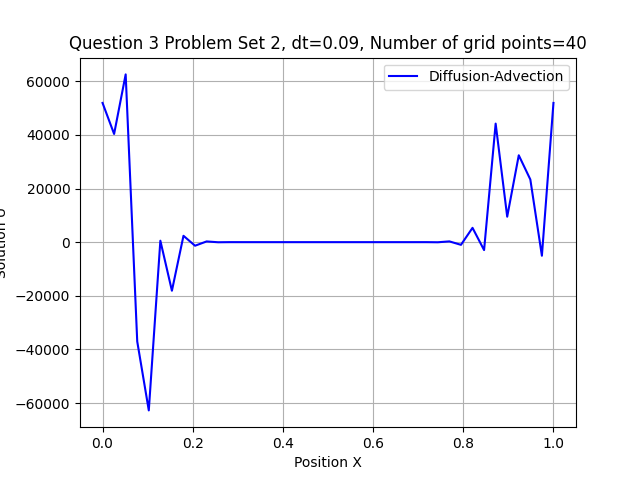 Question 3 Problem Set 2, dt=0.09, Number of grid points=40
Diffusion-Advection
60000
40000
20000
0
−20000
−40000
−60000
Solution U
0.0 0.2 0.4 0.6 0.8 1.0
Position X